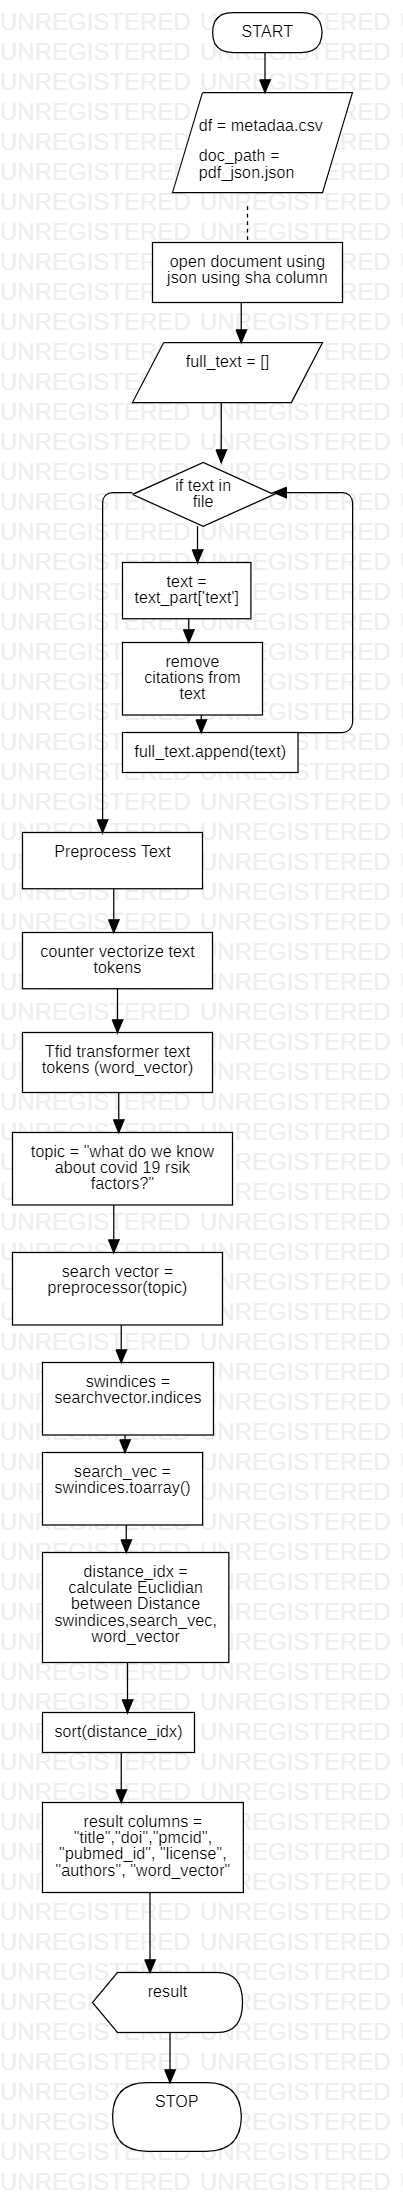 START
df = metadaa.csv
doc_path =
pdf_json.json
open document using
json using sha column
full_text = []
if text in
file
text =
text_part['text']
remove
citations from
text
full_text.append(text)
Preprocess Text
counter vectorize text
tokens
Tfid transformer text
tokens (word_vector)
topic = "what do we know
about covid 19 rsik
factors?"
search vector =
preprocessor(topic)
swindices =
searchvector.indices
search_vec =
swindices.toarray()
distance_idx =
calculate Euclidian
between Distance
swindices,search_vec,
word_vector
sort(distance_idx)
result columns =
"title","doi","pmcid",
"pubmed_id", "license",
"authors", "word_vector"
result
STOP
UNREGISTERED